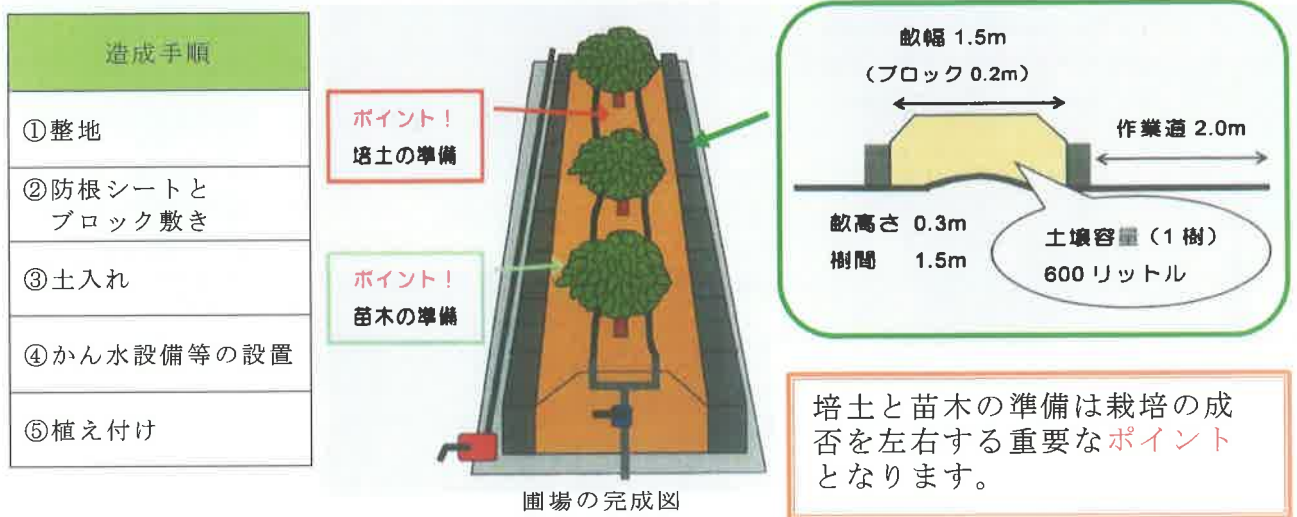 造成手順
①整地
②防根シートと
ブロック敷き
③土入れ
④かん水設備等の設置
⑤植え付け
ポイント！
培土の準備
ポイント！
苗木の準備
圃場の完成図
畝幅 1.5m
（ブロック0.2m）
作業道 2.0m
畝高さ 0.3m
樹間 1.5m
土壌容量（1樹）
600リットル
培土と苗木の準備は栽培の成
否を左右する重要なポイント
となります。